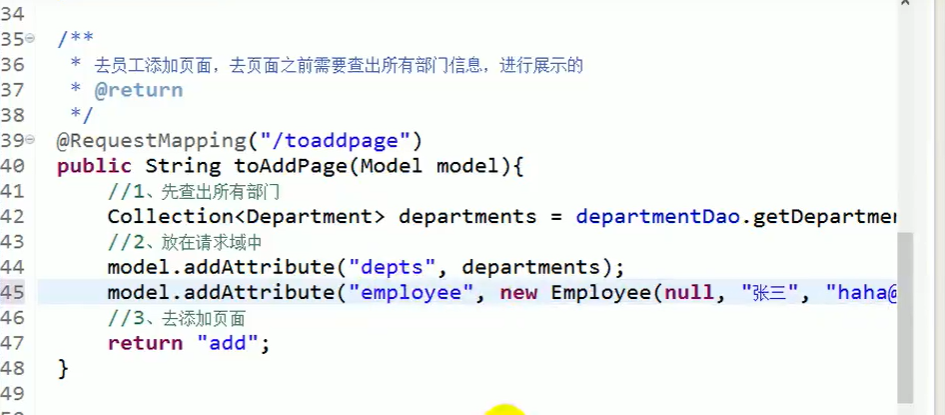 34
35 /**
36 * 去员工添加页面，去页面之前需要查出所有部门信息，进行展示的
37 * @return
38 */
39 @RequestMapping("/toaddpage")
40 public String toAddPage(Model model){
41 //1、先查出所有部门
42 Collection<Department> departments = departmentDao.getDepartmen
43 //2、放在请求域中
44 model.addAttribute("depts", departments);
45 model.addAttribute("employee", new Employee(null, "张三", "haha@
46 //3、去添加页面
47 return "add";
48 }
49